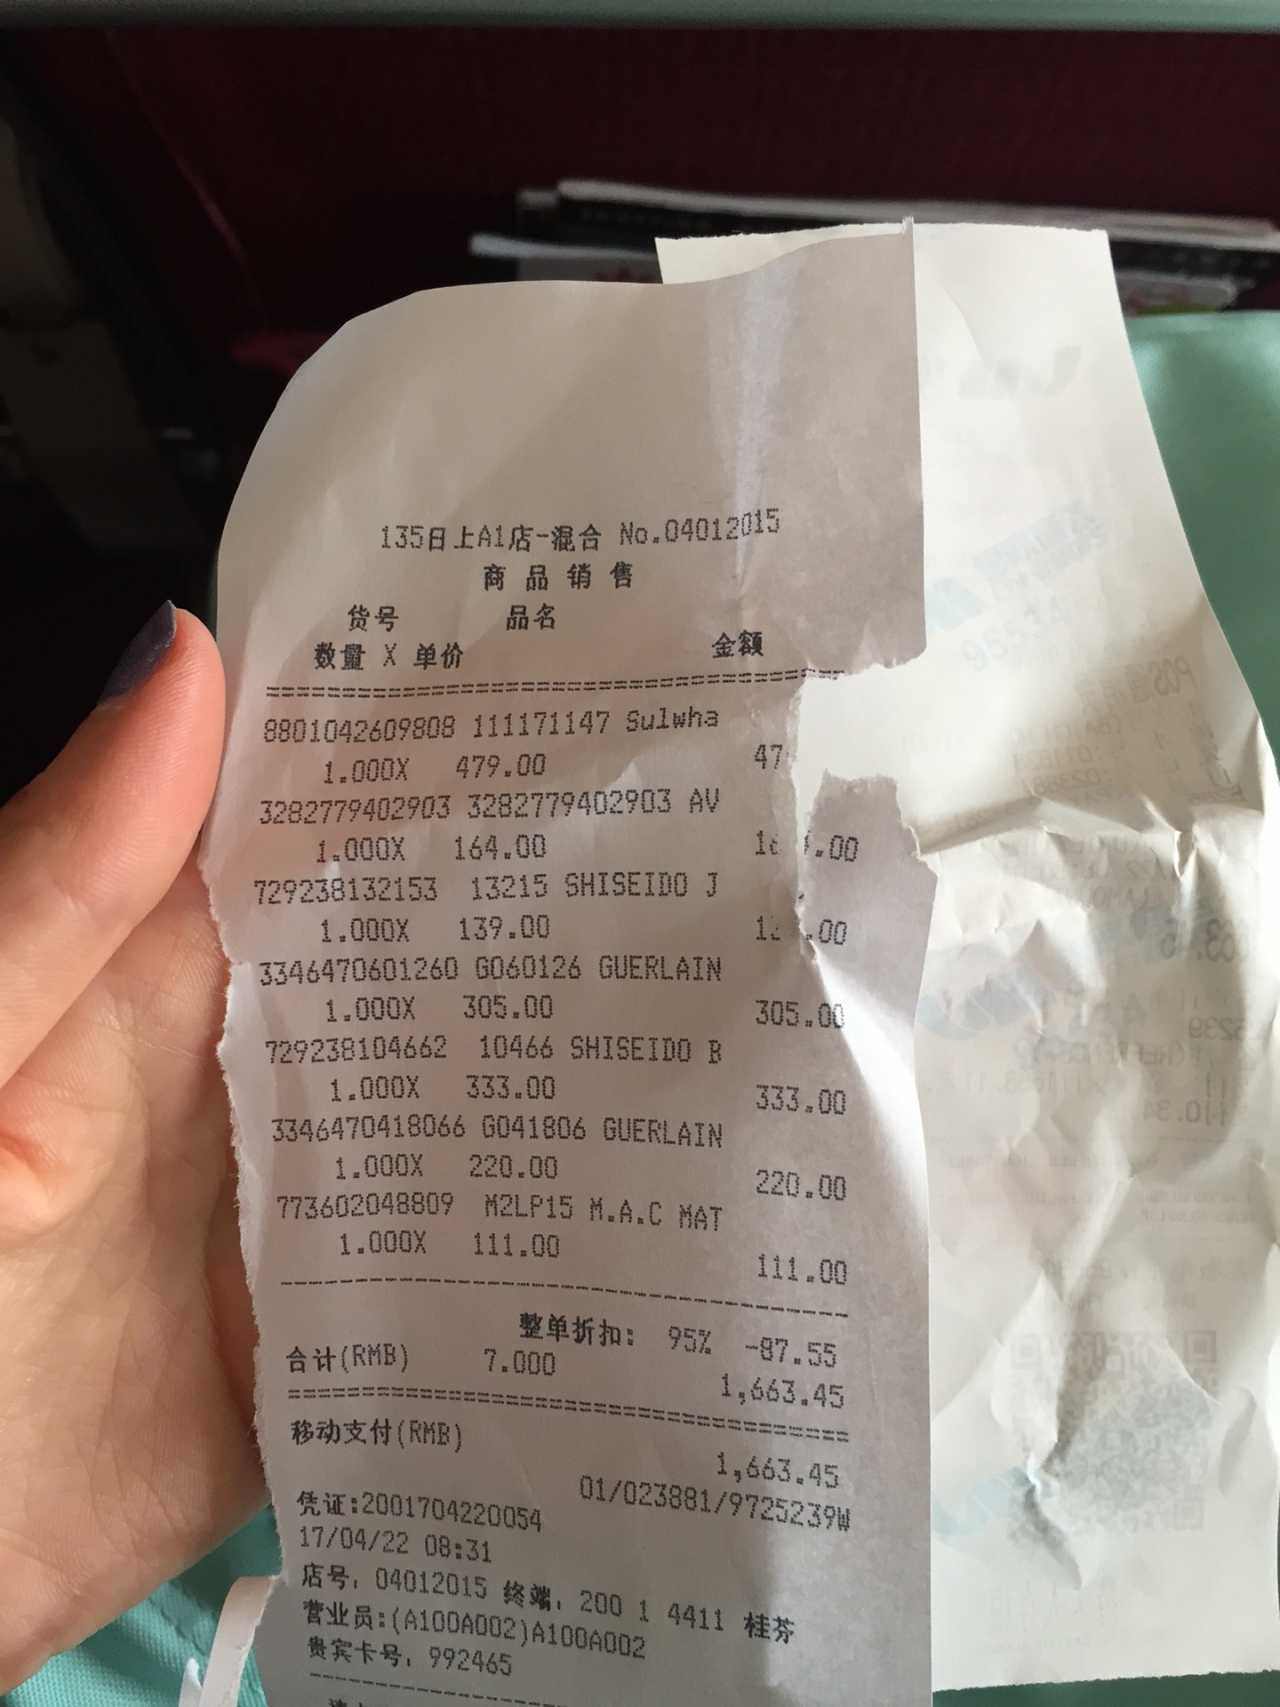 135日上A1店-混合 No.04012015
商品销售
货号 品名
数量 X 单价 金额
8801042609808 111171147 Sulwha
1.000X 479.00
3282779402903 3282779402903 AV
1.000X 164.00
729238132153 13215 SHISEIDO J
1.000X 139.00
3346470601260 G060126 GUERLAIN
1.000X 305.00 305.00
729238104662 10466 SHISEIDO B
1.000X 333.00 333.00
3346470418066 G041806 GUERLAIN
1.000X 220.00 220.00
773602048809 M2LP15 M.A.C MAT
1.000X 111.00 111.00
整单折扣: 95% -87.55
合计(RMB) 7.000 1,663.45
移动支付(RMB) 1,663.45
01/023881/9725239W
凭证:2001704220054
17/04/22 08:31
店号, 04012015 终端, 200 1 4411 桂芬
营业员:(A100A002)A100A002
贵宾卡号, 992465